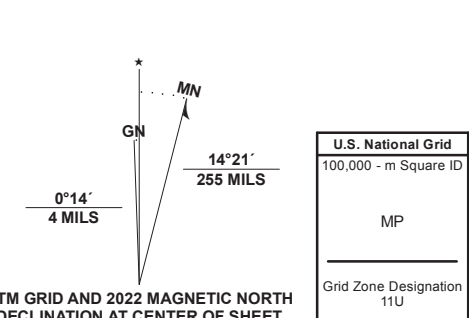 ★
MN
GN
0°14´
4 MILS
14°21´
255 MILS
TM GRID AND 2022 MAGNETIC NORTH
DECLINATION AT CENTER OF SHEET
U.S. National Grid
100,000 - m Square ID
MP
Grid Zone Designation
11U